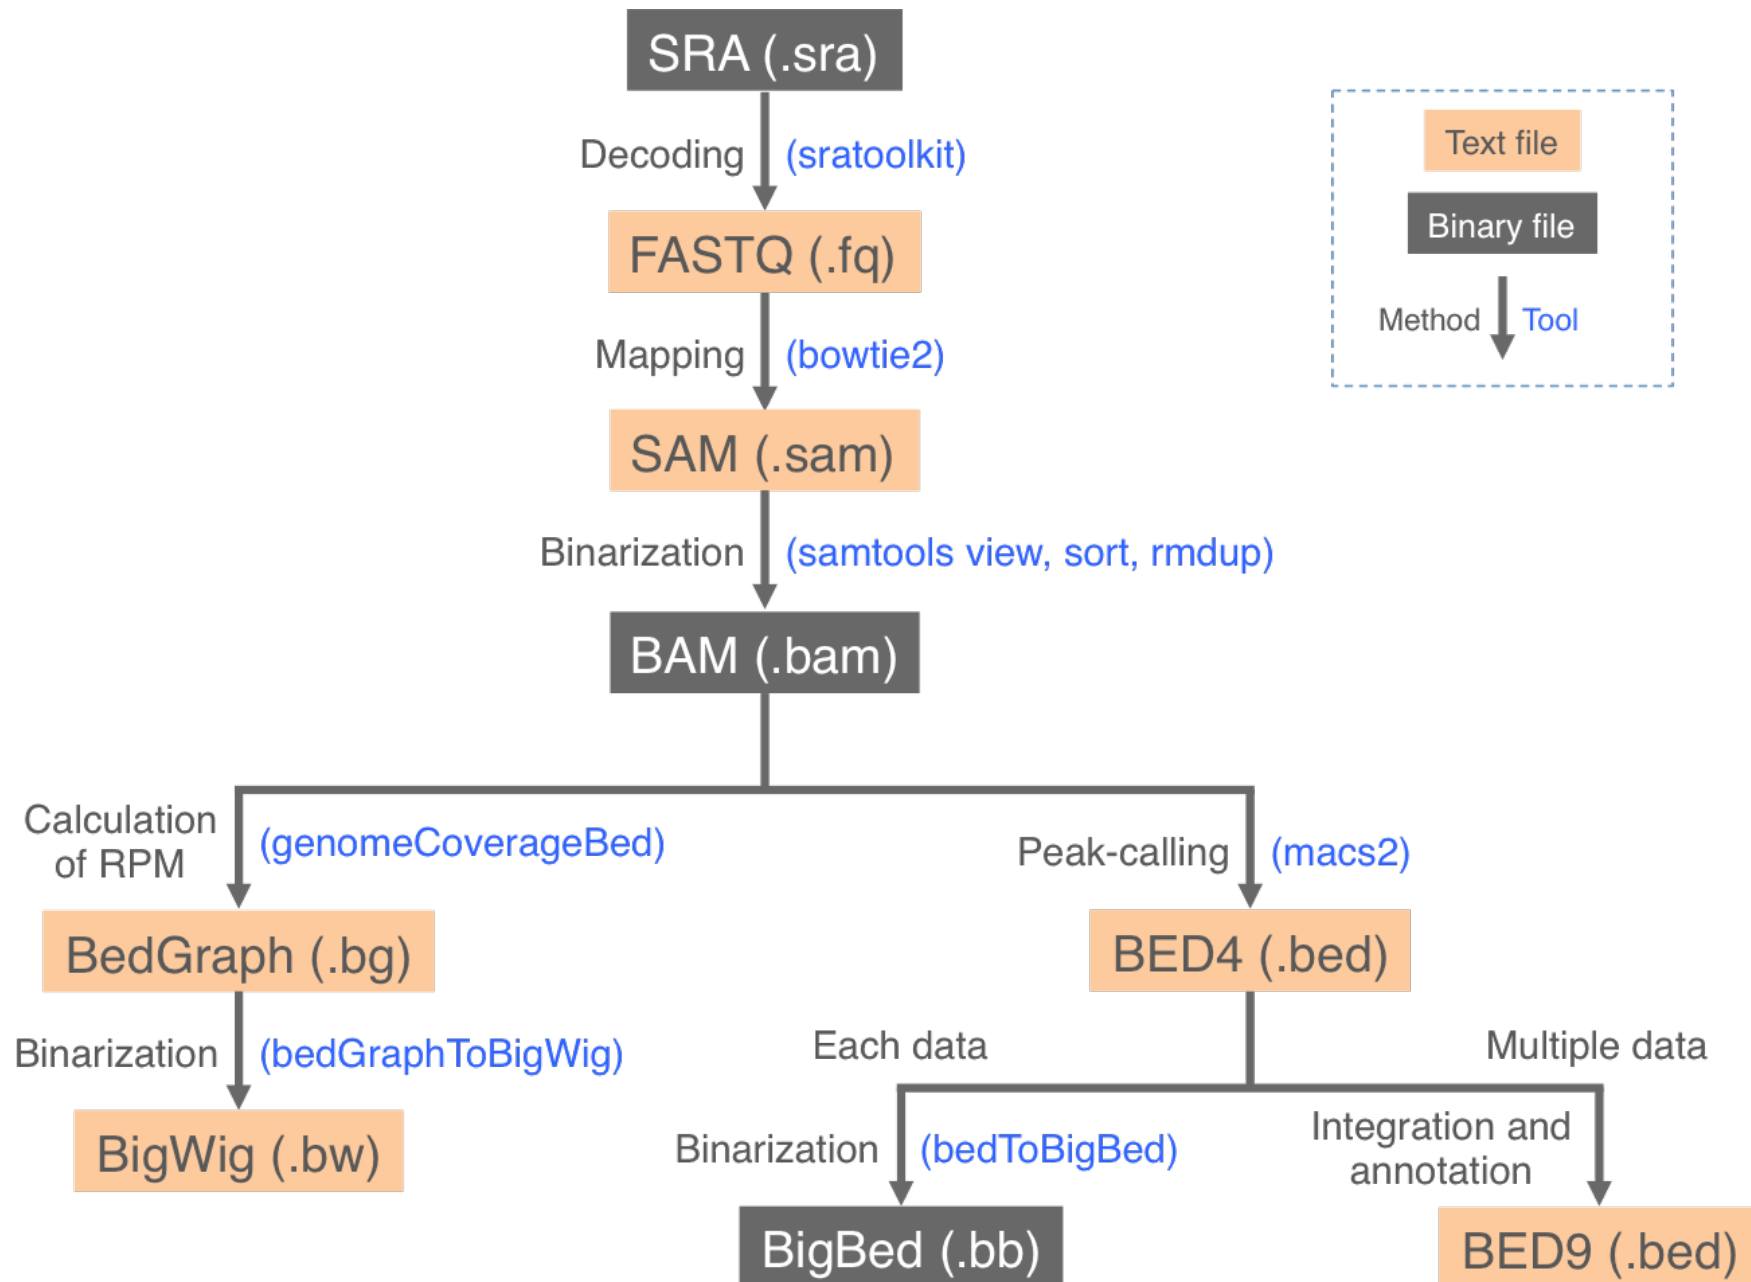 SRA (.sra)
Decoding (sratoolkit)
FASTQ (.fq)
Mapping (bowtie2)
SAM (.sam)
Binarization (samtools view, sort, rmdup)
BAM (.bam)
Text file
Binary file
Method Tool
Calculation
of RPM
(genomeCoverageBed)
BedGraph (.bg)
Binarization (bedGraphToBigWig)
BigWig (.bw)
Peak-calling (macs2)
BED4 (.bed)
Each data
Binarization (bedToBigBed)
BigBed (.bb)
Multiple data
Integration and
annotation
BED9 (.bed)